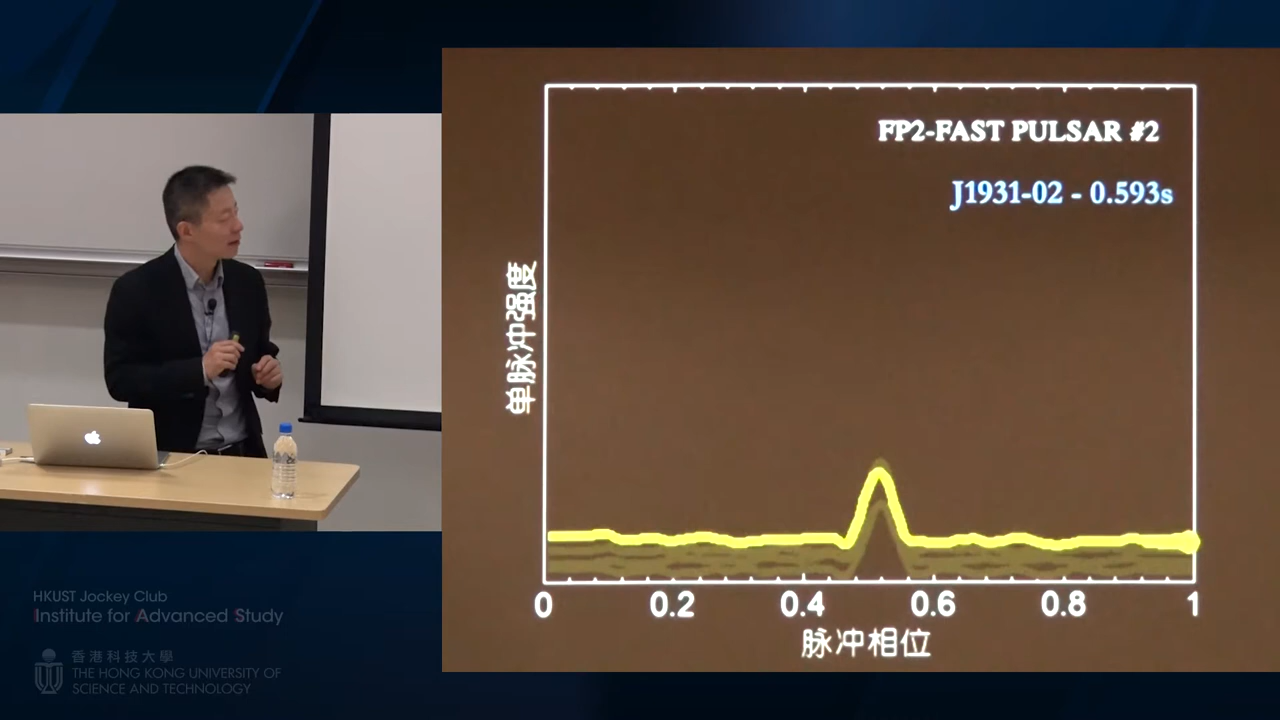 FP2-FAST PULSAR #2
J1931-02 - 0.593s
单脉冲强度
0 0.2 0.4 0.6 0.8 1
脉冲相位
HKUST Jockey Club
Institute for Advanced Study
香港科技大學
THE HONG KONG UNIVERSITY OF
SCIENCE AND TECHNOLOGY